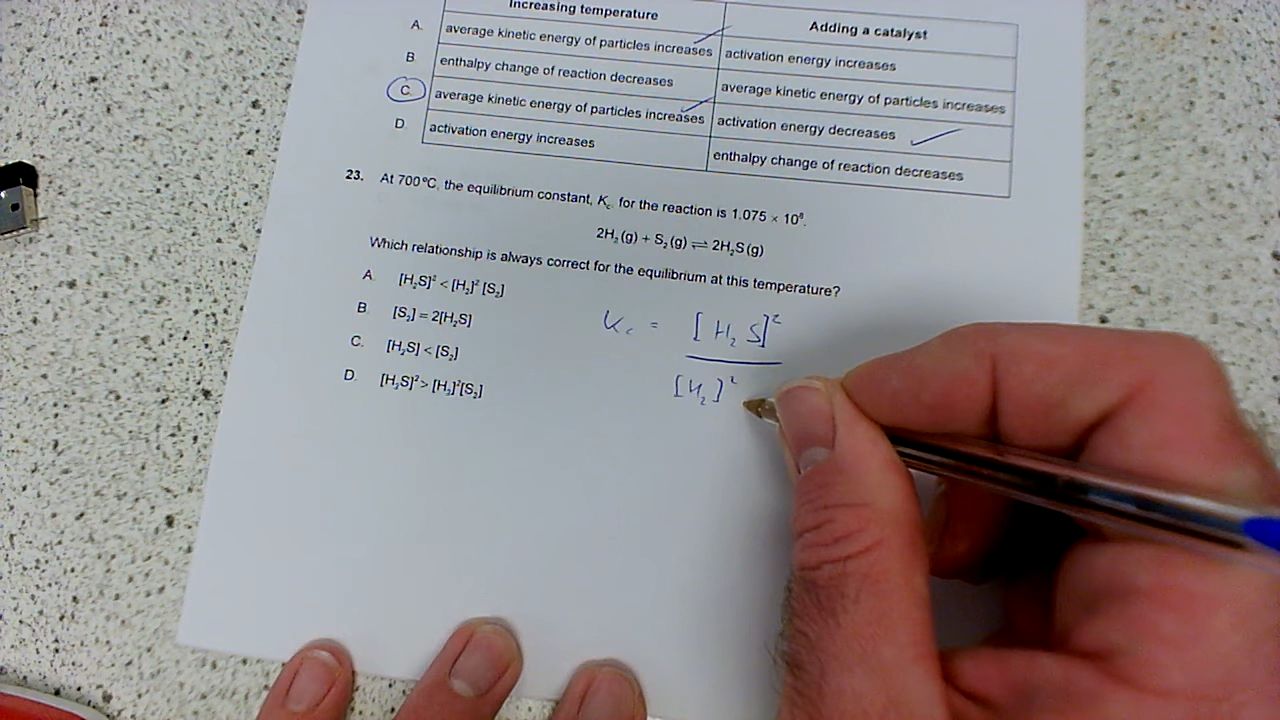 Increasing temperature Adding a catalyst
A. average kinetic energy of particles increases activation energy increases
B. enthalpy change of reaction decreases average kinetic energy of particles increases
C. average kinetic energy of particles increases activation energy decreases
D. activation energy increases enthalpy change of reaction decreases
23. At 700°C, the equilibrium constant, K꜀ for the reaction is 1.075 × 10⁸.
2H₂(g) + S₂(g) ⇌ 2H₂S(g)
Which relationship is always correct for the equilibrium at this temperature?
A. [H₂S]² < [H₂]² [S₂]
B. [S₂] = 2[H₂S]
C. [H₂S] < [S₂]
D. [H₂S]² > [H₂]²[S₂]
K꜀ = [H₂S]²
[H₂]²